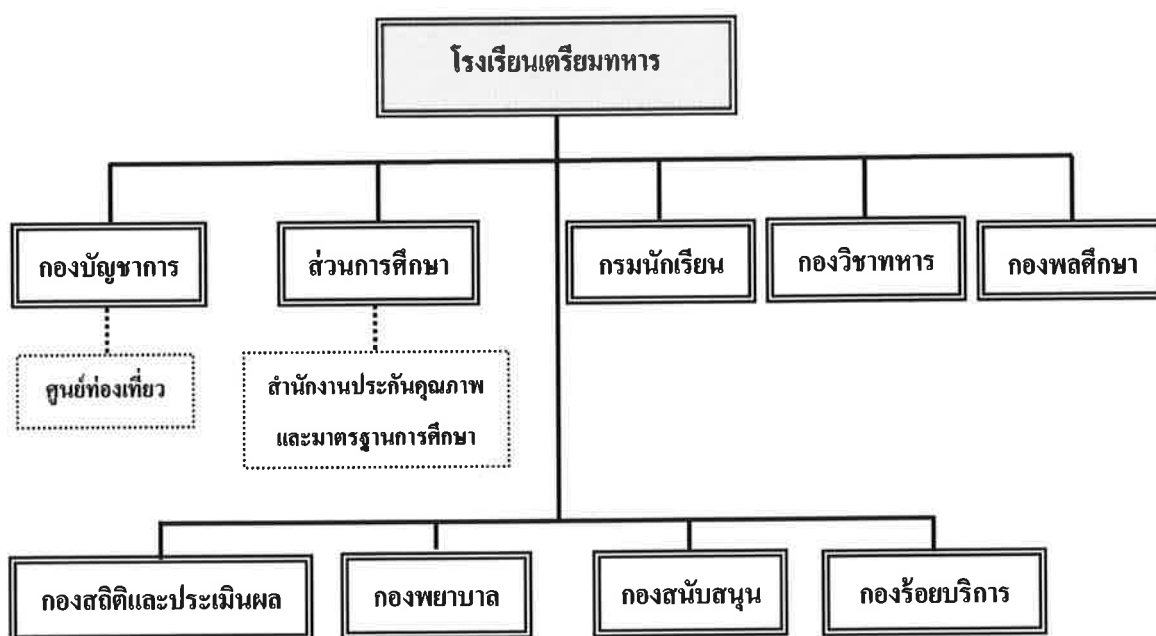 โรงเรียนเตรียมทหาร
กองบัญชาการ
ส่วนการศึกษา
กรมนักเรียน
กองวิชาทหาร
กองพลศึกษา
ศูนย์ท่องเที่ยว
สำนักงานประกันคุณภาพ
และมาตรฐานการศึกษา
กองสถิติและประเมินผล
กองพยาบาล
กองสนับสนุน
กองร้อยบริการ